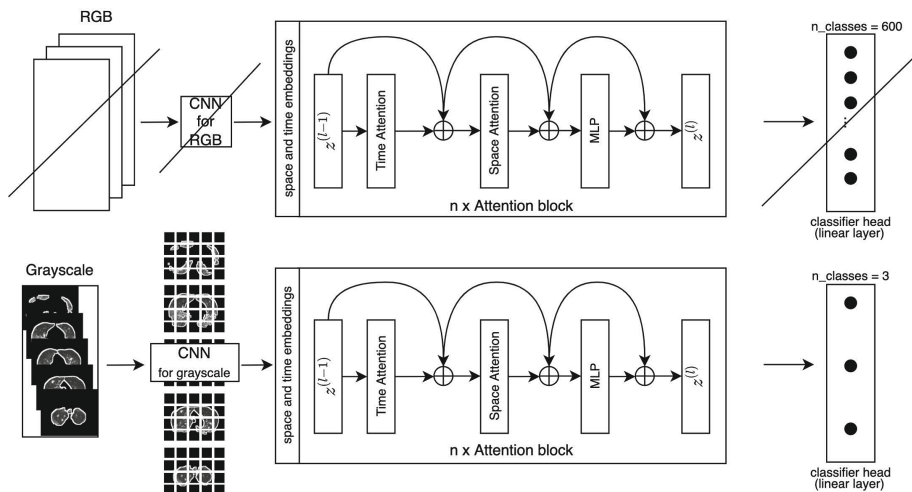 RGB
CNN
for
RGB
space and time embeddings
z^{(l-1)}
Time Attention
Space Attention
MLP
z^{(l)}
n x Attention block
n_classes = 600
classifier head
(linear layer)
Grayscale
CNN
for grayscale
space and time embeddings
z^{(l-1)}
Time Attention
Space Attention
MLP
z^{(l)}
n x Attention block
n_classes = 3
classifier head
(linear layer)